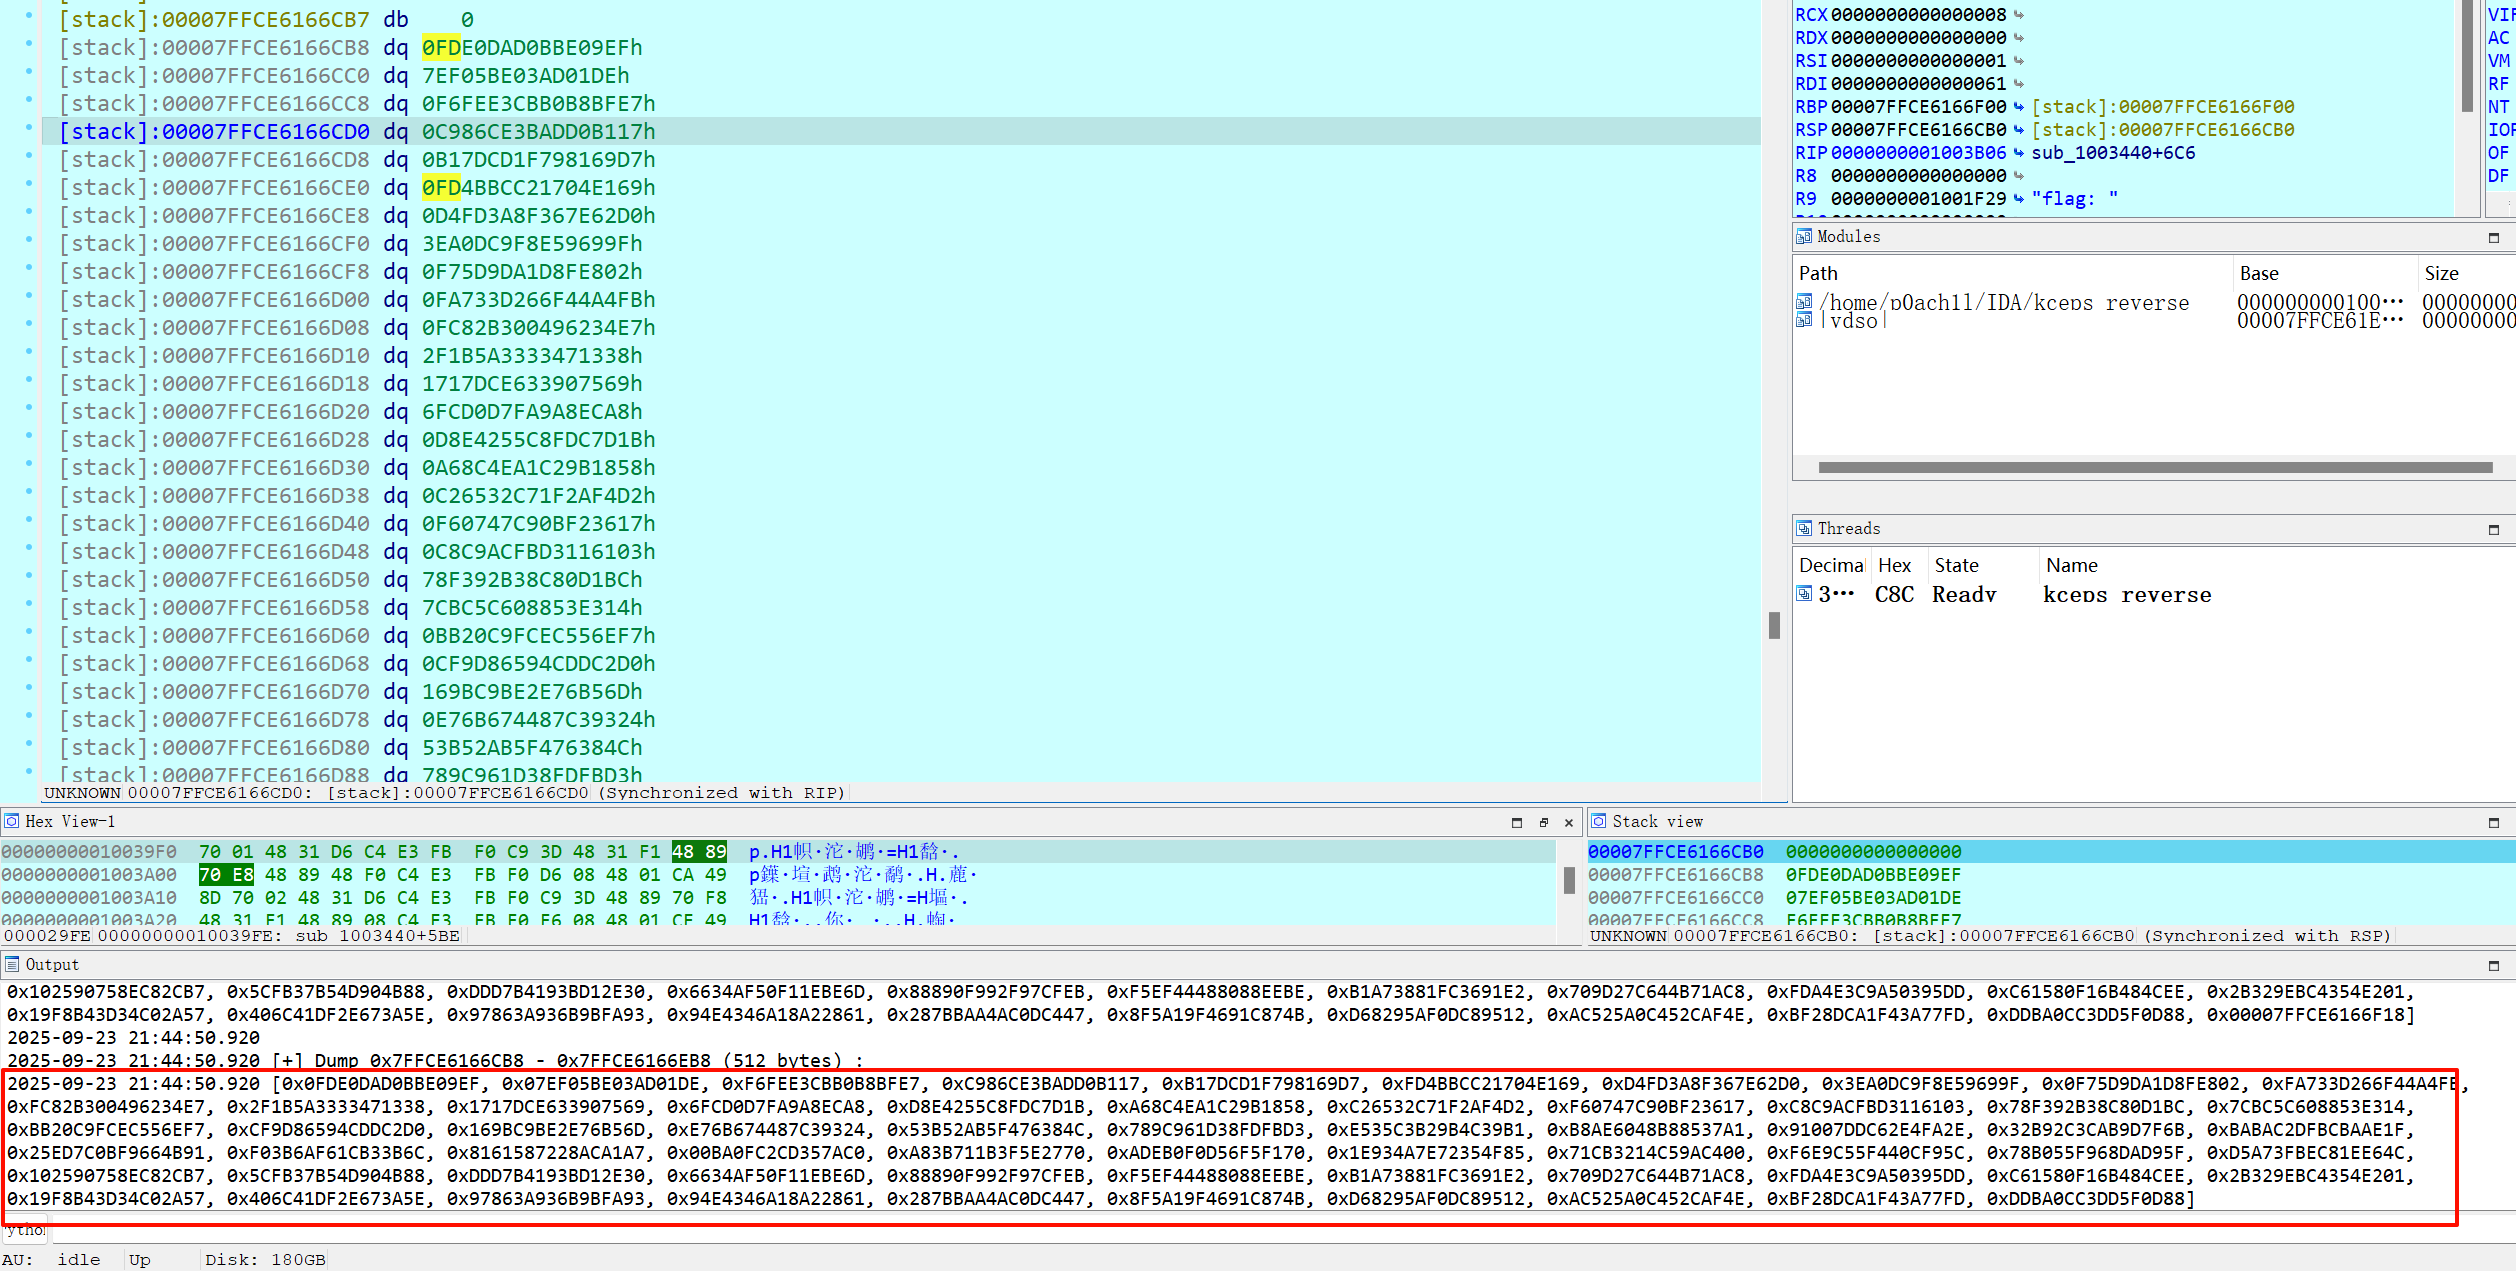 [stack]:00007FFCE6166CB7 db 0
[stack]:00007FFCE6166CB8 dq 0FDE0DAD0BBE09EFh
[stack]:00007FFCE6166CC0 dq 7EF05BE03AD01DEh
[stack]:00007FFCE6166CC8 dq 0F6FEE3CBB0B8BFE7h
[stack]:00007FFCE6166CD0 dq 0C986CE3BADD0B117h
[stack]:00007FFCE6166CD8 dq 0B17DCD1F798169D7h
[stack]:00007FFCE6166CE0 dq 0FD4BBCC21704E169h
[stack]:00007FFCE6166CE8 dq 0D4FD3A8F367E62D0h
[stack]:00007FFCE6166CF0 dq 3EA0DC9F8E59699Fh
[stack]:00007FFCE6166CF8 dq 0F75D9DA1D8FE802h
[stack]:00007FFCE6166D00 dq 0FA733D266F44A4FBh
[stack]:00007FFCE6166D08 dq 0FC82B300496234E7h
[stack]:00007FFCE6166D10 dq 2F1B5A3333471338h
[stack]:00007FFCE6166D18 dq 1717DCE633907569h
[stack]:00007FFCE6166D20 dq 6FCD0D7FA9A8ECA8h
[stack]:00007FFCE6166D28 dq 0D8E4255C8FDC7D1Bh
[stack]:00007FFCE6166D30 dq 0A68C4EA1C29B1858h
[stack]:00007FFCE6166D38 dq 0C26532C71F2AF4D2h
[stack]:00007FFCE6166D40 dq 0F60747C90BF23617h
[stack]:00007FFCE6166D48 dq 0C8C9ACFBD3116103h
[stack]:00007FFCE6166D50 dq 78F392B38C80D1BCh
[stack]:00007FFCE6166D58 dq 7CBC5C608853E314h
[stack]:00007FFCE6166D60 dq 0BB20C9FCEC556EF7h
[stack]:00007FFCE6166D68 dq 0CF9D86594CDDC2D0h
[stack]:00007FFCE6166D70 dq 169BC9BE2E76B56Dh
[stack]:00007FFCE6166D78 dq 0E76B674487C39324h
[stack]:00007FFCE6166D80 dq 53B52AB5F476384Ch
[stack]:00007FFCE6166D88 dq 789C961D38FDFBD3h
UNKNOWN 00007FFCE6166CD0: [stack]:00007FFCE6166CD0 (Synchronized with RIP)
RCX 0000000000000008
RDX 0000000000000000
RSI 0000000000000001
RDI 0000000000000061
RBP 00007FFCE6166F00 [stack]:00007FFCE6166F00
RSP 00007FFCE6166CB0 [stack]:00007FFCE6166CB0
RIP 0000000001003B06 sub_1003440+6C6
R8 0000000000000000
R9 0000000001001F29 "flag: "
VIF
AC
VM
RF
NT
IOP
OF
DF
Modules
Path Base Size
/home/p0ach1l/IDA/kceps_reverse 000000000100··· 00000000
[vdso] 00007FFCE61E··· 00000000
Threads
Decimal Hex State Name
3··· C8C Ready kceps_reverse
Hex View-1
00000000010039F0 70 01 48 31 D6 C4 E3 FB F0 C9 3D 48 31 F1 48 89
0000000001003A00 70 E8 48 89 48 F0 C4 E3 FB F0 D6 08 48 01 CA 49
0000000001003A10 8D 70 02 48 31 D6 C4 E3 FB F0 C9 3D 48 89 70 F8
0000000001003A20 48 31 F1 48 89 08 C4 E3 FB F0 F6 08 48 01 CE 49
000029FE 00000000010039FE: sub_1003440+5BE
Stack view
00007FFCE6166CB0 0000000000000000
00007FFCE6166CB8 0FDE0DAD0BBE09EF
00007FFCE6166CC0 07EF05BE03AD01DE
00007FFCE6166CC8 F6FEE3CBB0B8BFE7
UNKNOWN 00007FFCE6166CB0: [stack]:00007FFCE6166CB0 (Synchronized with RSP)
Output
0x102590758EC82CB7, 0x5CFB37B54D904B88, 0xDDD7B4193BD12E30, 0x6634AF50F11EBE6D, 0x88890F992F97CFEB, 0xF5EF44488088EEBE, 0xB1A73881FC3691E2, 0x709D27C644B71AC8, 0xFDA4E3C9A50395DD, 0xC61580F16B484CEE, 0x2B329EBC4354E201,
0x19F8B43D34C02A57, 0x406C41DF2E673A5E, 0x97863A936B9BFA93, 0x94E4346A18A22861, 0x287BBAA4AC0DC447, 0x8F5A19F4691C874B, 0xD68295AF0DC89512, 0xAC525A0C452CAF4E, 0xBF28DCA1F43A77FD, 0xDDBA0CC3DD5F0D88, 0x00007FFCE6166F18]
2025-09-23 21:44:50.920
2025-09-23 21:44:50.920 [+] Dump 0x7FFCE6166CB8 - 0x7FFCE6166EB8 (512 bytes) :
2025-09-23 21:44:50.920 [0x0FDE0DAD0BBE09EF, 0x07EF05BE03AD01DE, 0xF6FEE3CBB0B8BFE7, 0xC986CE3BADD0B117, 0xB17DCD1F798169D7, 0xFD4BBCC21704E169, 0xD4FD3A8F367E62D0, 0x3EA0DC9F8E59699F, 0x0F75D9DA1D8FE802, 0xFA733D266F44A4FB,
0xFC82B300496234E7, 0x2F1B5A3333471338, 0x1717DCE633907569, 0x6FCD0D7FA9A8ECA8, 0xD8E4255C8FDC7D1B, 0xA68C4EA1C29B1858, 0xC26532C71F2AF4D2, 0xF60747C90BF23617, 0xC8C9ACFBD3116103, 0x78F392B38C80D1BC, 0x7CBC5C608853E314,
0xBB20C9FCEC556EF7, 0xCF9D86594CDDC2D0, 0x169BC9BE2E76B56D, 0xE76B674487C39324, 0x53B52AB5F476384C, 0x789C961D38FDFBD3, 0xE535C3B29B4C39B1, 0xB8AE6048B88537A1, 0x91007DDC62E4FA2E, 0x32B92C3CAB9D7F6B, 0xBABAC2DFBCBAAE1F,
0x25ED7C0BF9664B91, 0xF03B6AF61CB33B6C, 0x8161587228ACA1A7, 0x00BA0FC2CD357AC0, 0xA83B711B3F5E2770, 0xADEB0F0D56F5F170, 0x1E934A7E72354F85, 0x71CB3214C59AC400, 0xF6E9C55F440CF95C, 0x78B055F968DAD95F, 0xD5A73FBEC81EE64C,
0x102590758EC82CB7, 0x5CFB37B54D904B88, 0xDDD7B4193BD12E30, 0x6634AF50F11EBE6D, 0x88890F992F97CFEB, 0xF5EF44488088EEBE, 0xB1A73881FC3691E2, 0x709D27C644B71AC8, 0xFDA4E3C9A50395DD, 0xC61580F16B484CEE, 0x2B329EBC4354E201,
0x19F8B43D34C02A57, 0x406C41DF2E673A5E, 0x97863A936B9BFA93, 0x94E4346A18A22861, 0x287BBAA4AC0DC447, 0x8F5A19F4691C874B, 0xD68295AF0DC89512, 0xAC525A0C452CAF4E, 0xBF28DCA1F43A77FD, 0xDDBA0CC3DD5F0D88]
AU: idle Up Disk: 180GB